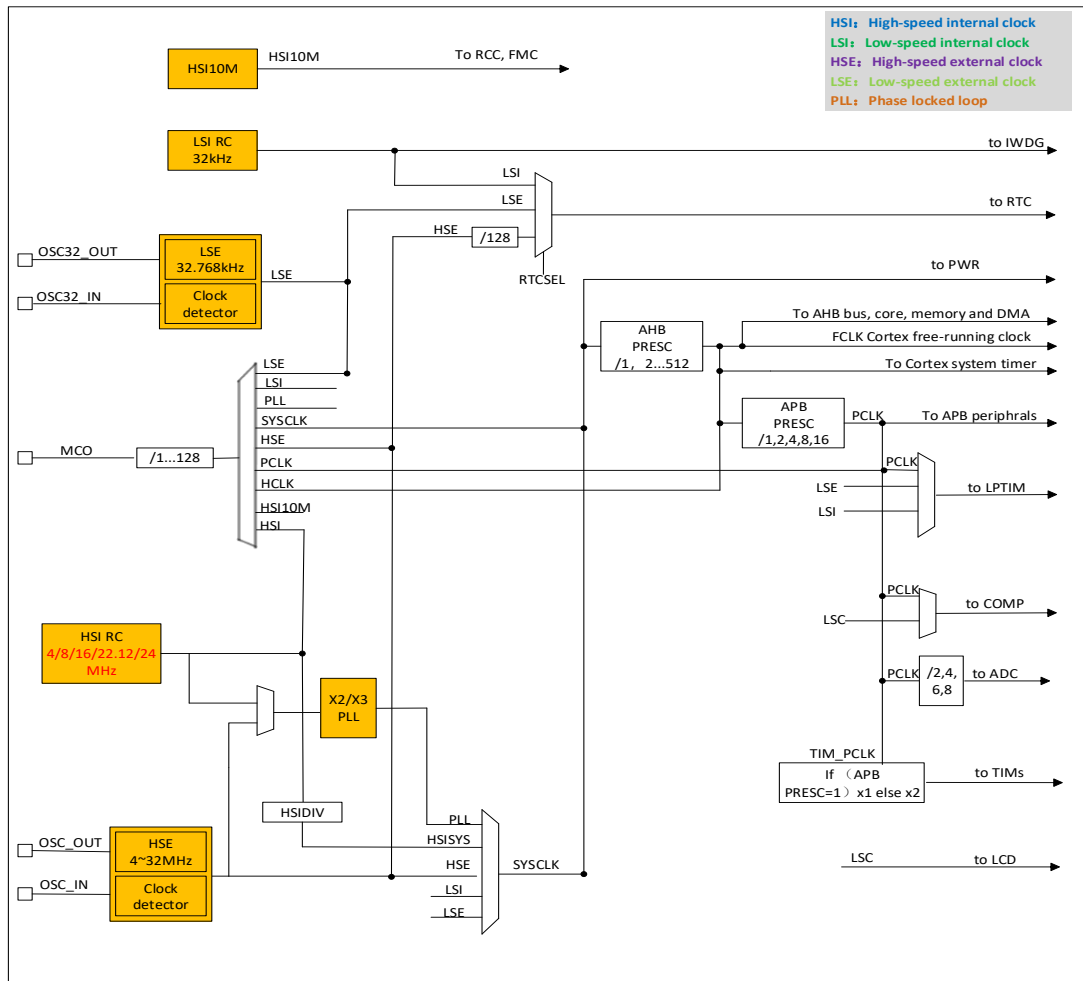 HSI：High-speed internal clock
LSI：Low-speed internal clock
HSE：High-speed external clock
LSE：Low-speed external clock
PLL：Phase locked loop
HSI10M
HSI10M
To RCC, FMC
LSI RC
32kHz
to IWDG
LSI
LSE
HSE
/128
to RTC
RTCSEL
OSC32_OUT
OSC32_IN
LSE
32.768kHz
Clock
detector
LSE
to PWR
AHB
PRESC
/1，2...512
To AHB bus, core, memory and DMA
FCLK Cortex free-running clock
To Cortex system timer
APB
PRESC
/1,2,4,8,16
PCLK
To APB periphrals
MCO
/1...128
LSE
LSI
PLL
SYSCLK
HSE
PCLK
HCLK
HSI10M
HSI
PCLK
LSE
LSI
to LPTIM
PCLK
LSC
to COMP
PCLK
/2,4,
6,8
to ADC
TIM_PCLK
If （APB
PRESC=1）x1 else x2
to TIMs
LSC
to LCD
HSI RC
4/8/16/22.12/24
MHz
X2/X3
PLL
HSIDIV
OSC_OUT
OSC_IN
HSE
4~32MHz
Clock
detector
PLL
HSISYS
HSE
LSI
LSE
SYSCLK